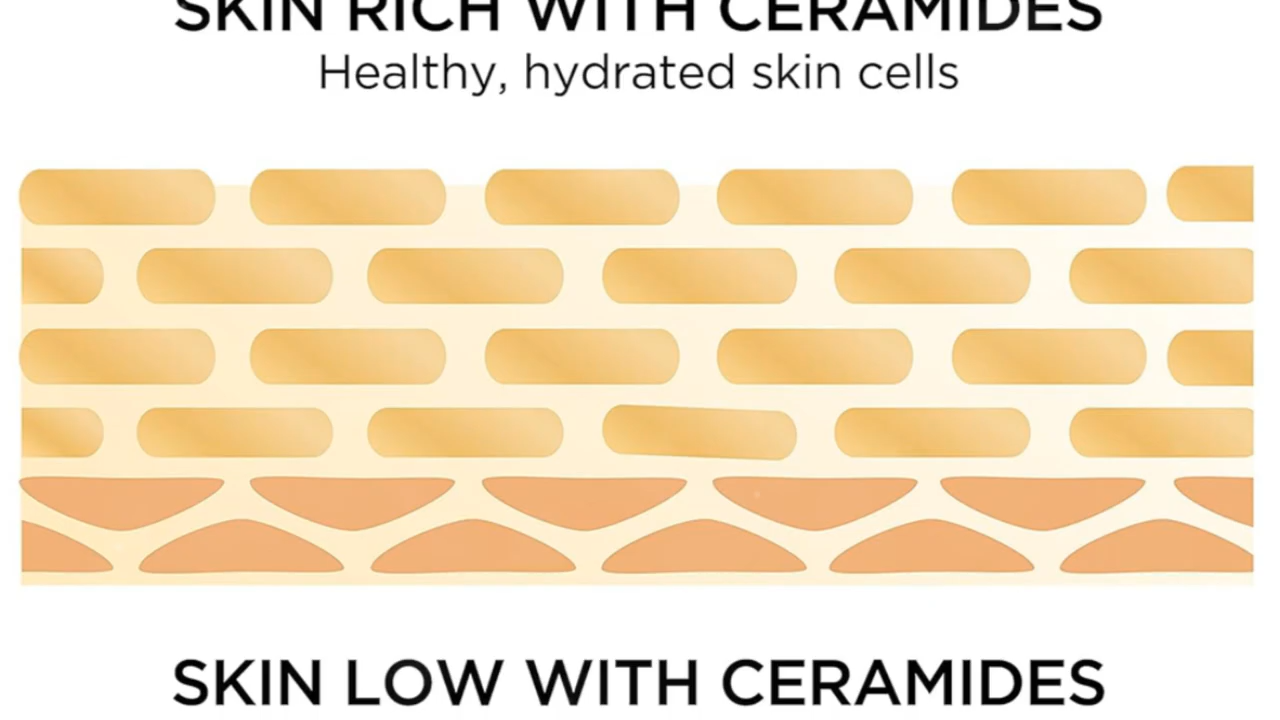 SKIN RICH WITH CERAMIDES
Healthy, hydrated skin cells
SKIN LOW WITH CERAMIDES